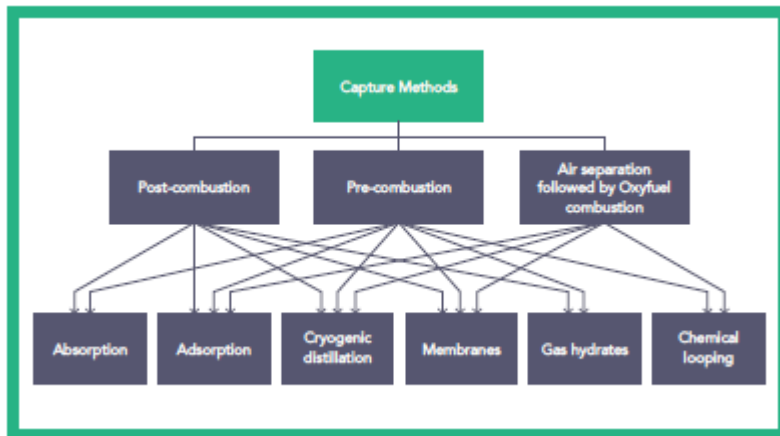 Capture Methods
Post-combustion
Pre-combustion
Air separation
followed by Oxyfuel
combustion
Absorption
Adsorption
Cryogenic
distillation
Membranes
Gas hydrates
Chemical
looping